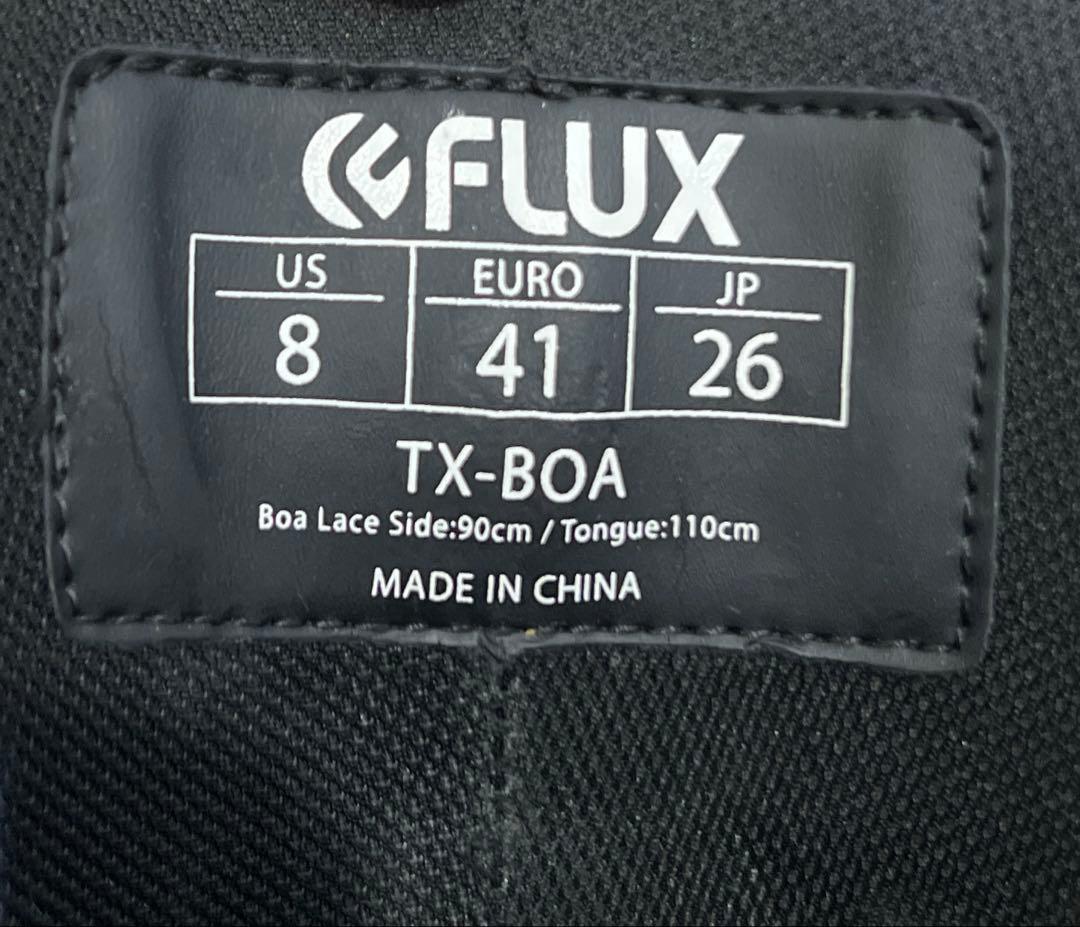 FLUX
US EURO JP
8 41 26
TX-BOA
Boa Lace Side:90cm / Tongue:110cm
MADE IN CHINA